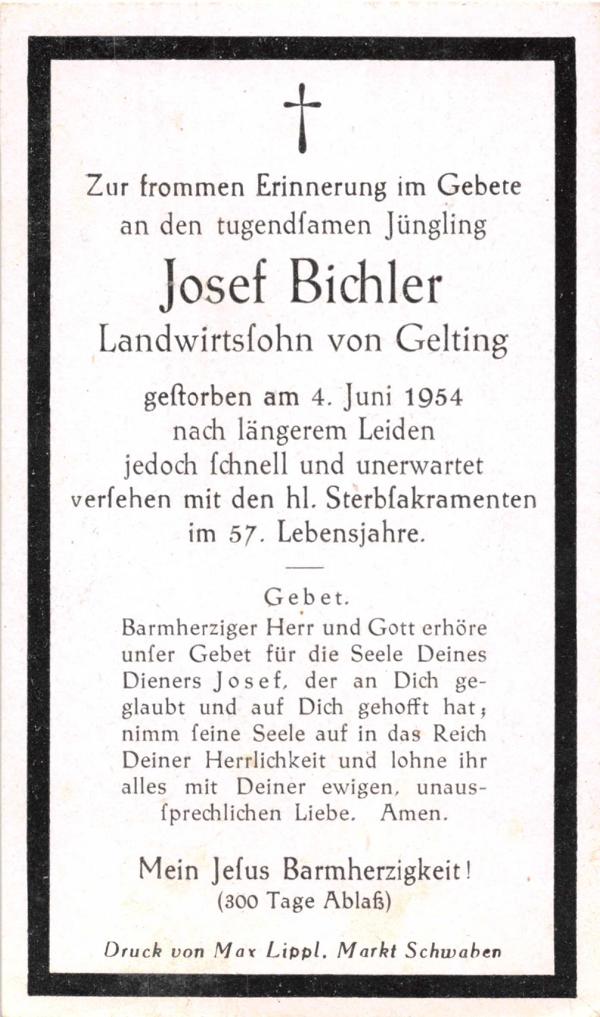 Zur frommen Erinnerung im Gebete
an den tugendſamen Jüngling
Josef Bichler
Landwirtsſohn von Gelting
geſtorben am 4. Juni 1954
nach längerem Leiden
jedoch ſchnell und unerwartet
verſehen mit den hl. Sterbſakramenten
im 57. Lebensjahre.
Gebet.
Barmherziger Herr und Gott erhöre
unſer Gebet für die Seele Deines
Dieners Josef, der an Dich ge-
glaubt und auf Dich gehofft hat;
nimm ſeine Seele auf in das Reich
Deiner Herrlichkeit und lohne ihr
alles mit Deiner ewigen, unaus-
ſprechlichen Liebe. Amen.
Mein Jeſus Barmherzigkeit!
(300 Tage Ablaß)
Druck von Max Lippl, Markt Schwaben